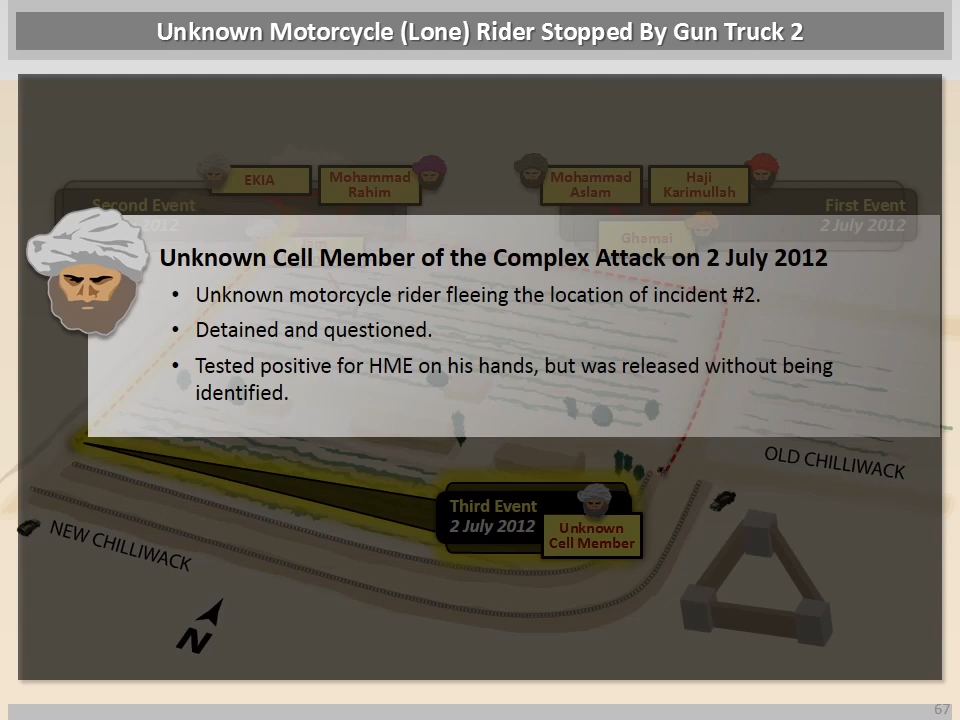 Unknown Motorcycle (Lone) Rider Stopped By Gun Truck 2
EKIA
Mohammad
Rahim
Mohammad
Aslam
Haji
Karimullah
Second Event
2012
First Event
2 July 2012
Ghamai
Unknown Cell Member of the Complex Attack on 2 July 2012
• Unknown motorcycle rider fleeing the location of incident #2.
• Detained and questioned.
• Tested positive for HME on his hands, but was released without being
identified.
OLD CHILLIWACK
Third Event
2 July 2012
Unknown
Cell Member
NEW CHILLIWACK
N
67